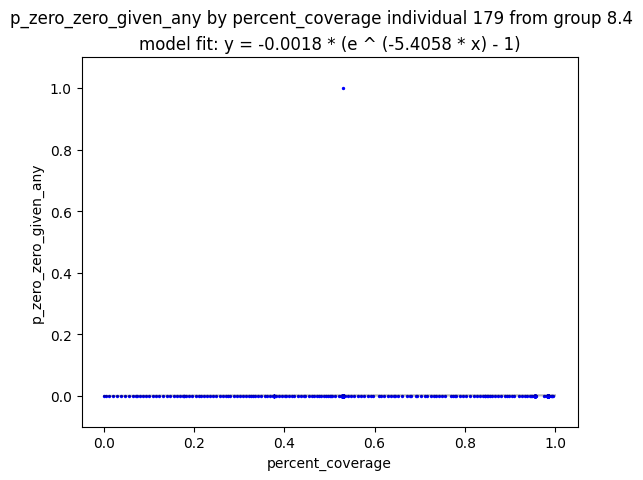 p_zero_zero_given_any by percent_coverage individual 179 from group 8.4
model fit: y = -0.0018 * (e ^ (-5.4058 * x) - 1)
p_zero_zero_given_any
1.0
0.8
0.6
0.4
0.2
0.0
0.0 0.2 0.4 0.6 0.8 1.0
percent_coverage